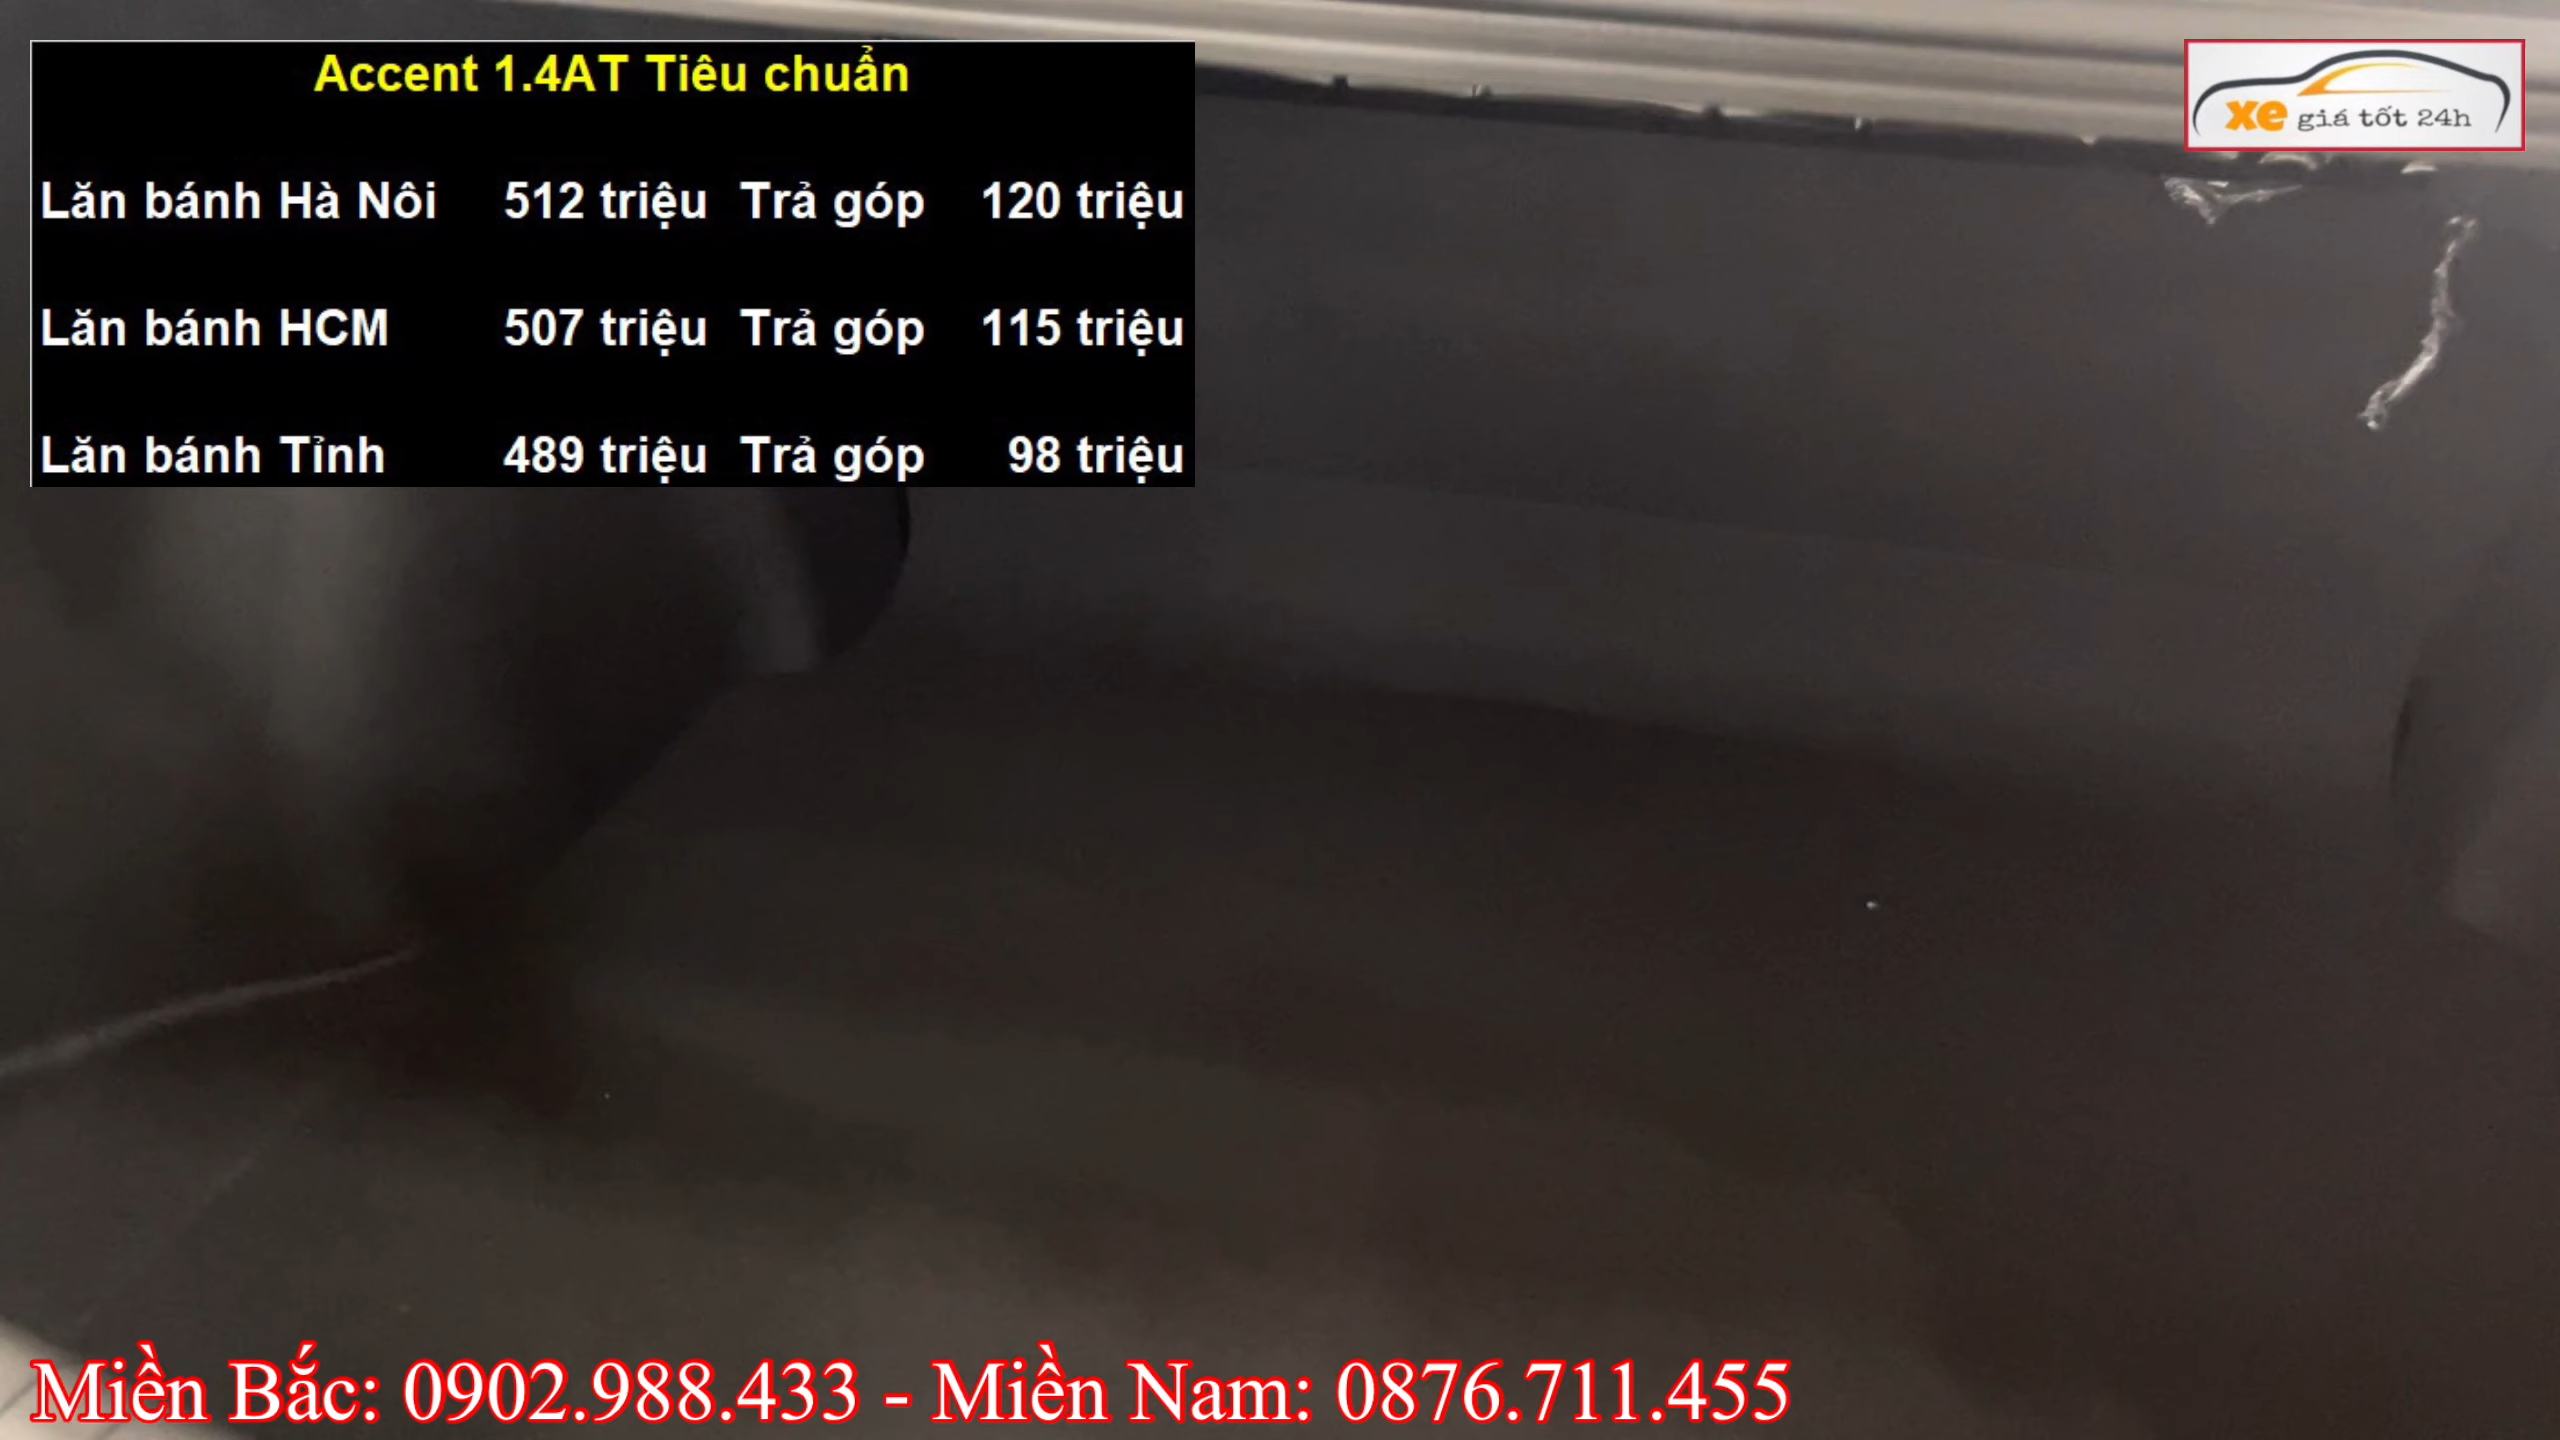 Accent 1.4AT Tiêu chuẩn
xe giá tốt 24h
Lăn bánh Hà Nôi 512 triệu Trả góp 120 triệu
Lăn bánh HCM 507 triệu Trả góp 115 triệu
Lăn bánh Tỉnh 489 triệu Trả góp 98 triệu
Miền Bắc: 0902.988.433 - Miền Nam: 0876.711.455